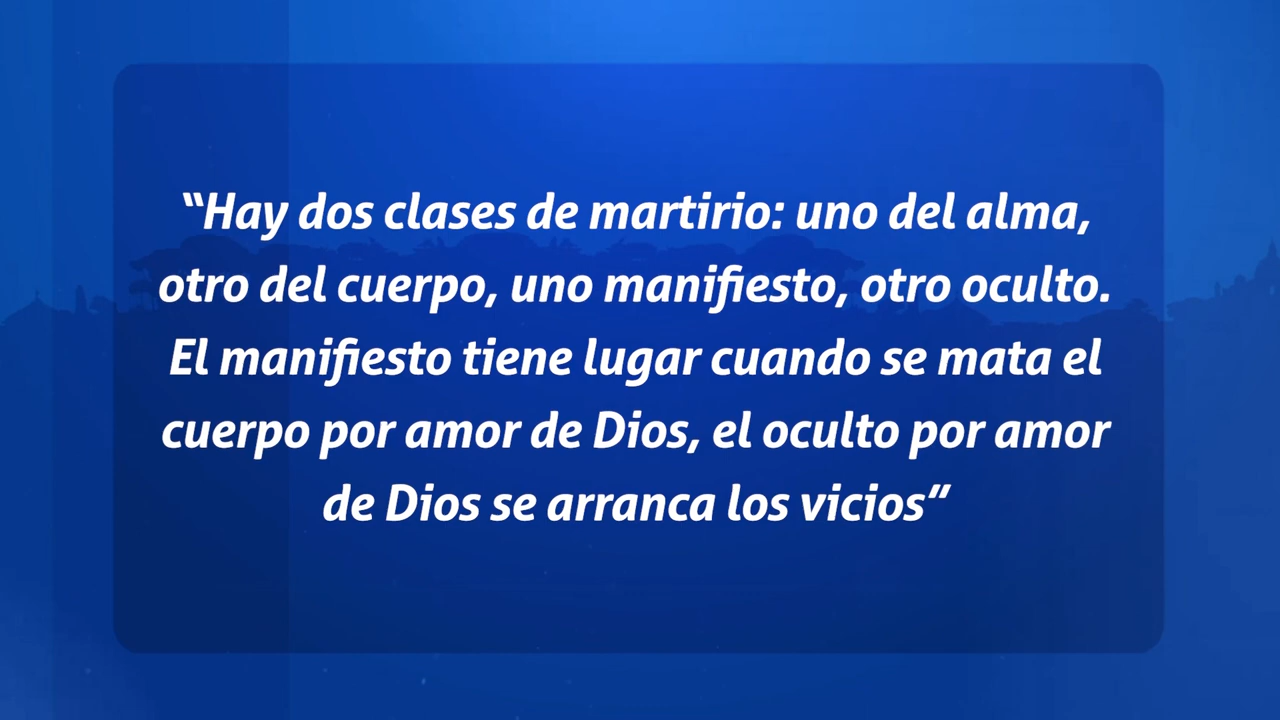 “Hay dos clases de martirio: uno del alma,
otro del cuerpo, uno manifiesto, otro oculto.
El manifiesto tiene lugar cuando se mata el
cuerpo por amor de Dios, el oculto por amor
de Dios se arranca los vicios”